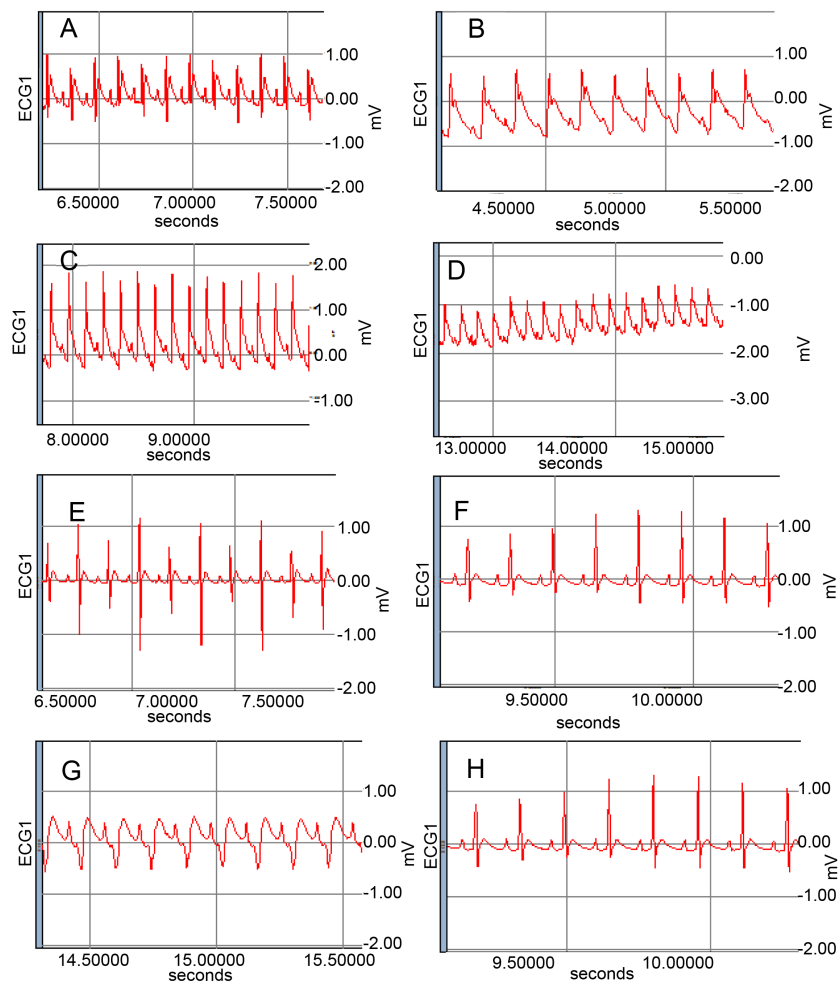 A
B
ECG1
1.00
0.00
-1.00
-2.00
mV
6.50000 7.00000 7.50000
seconds
ECG1
1.00
0.00
-1.00
-2.00
mV
4.50000 5.00000 5.50000
seconds
C
D
ECG1
2.00
1.00
0.00
-1.00
mV
8.00000 9.00000
seconds
ECG1
0.00
-1.00
-2.00
-3.00
mV
13.00000 14.00000 15.00000
seconds
E
F
ECG1
1.00
0.00
-1.00
-2.00
mV
6.50000 7.00000 7.50000
seconds
ECG1
1.00
0.00
-1.00
-2.00
mV
9.50000 10.00000
seconds
G
H
ECG1
1.00
0.00
-1.00
-2.00
mV
14.50000 15.00000 15.50000
seconds
ECG1
1.00
0.00
-1.00
-2.00
mV
9.50000 10.00000
seconds